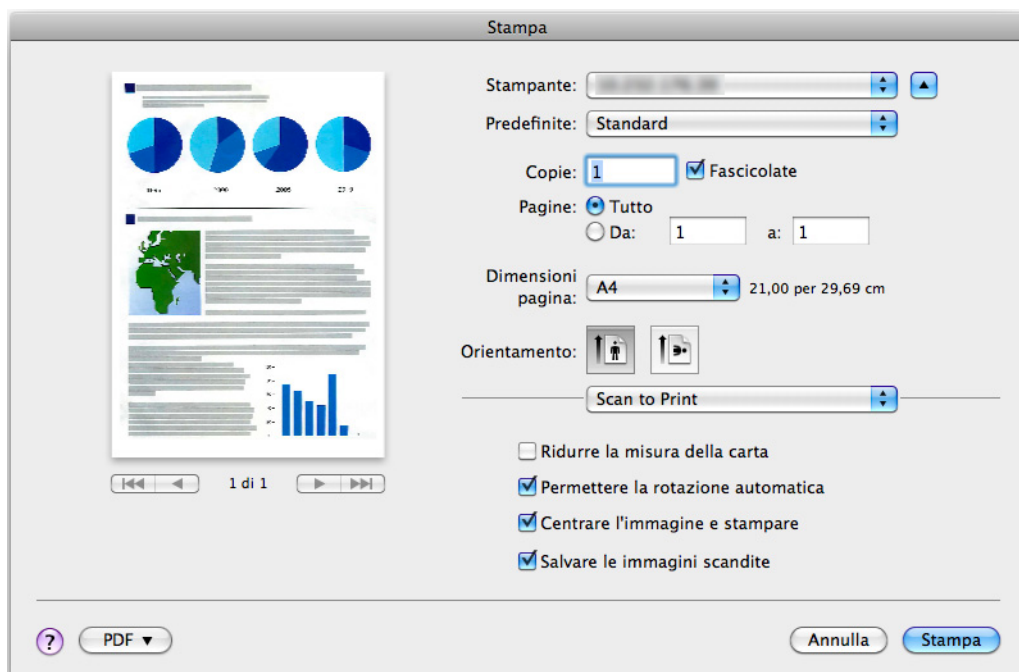 Stampa
Stampante:
Predefinite: Standard
Copie: 1 Fascicolate
Pagine: Tutto
Da: 1 a: 1
Dimensioni
pagina: A4 21,00 per 29,69 cm
Orientamento:
Scan to Print
Ridurre la misura della carta
Permettere la rotazione automatica
Centrare l'immagine e stampare
Salvare le immagini scandite
2005
1 di 1
? PDF Annulla Stampa